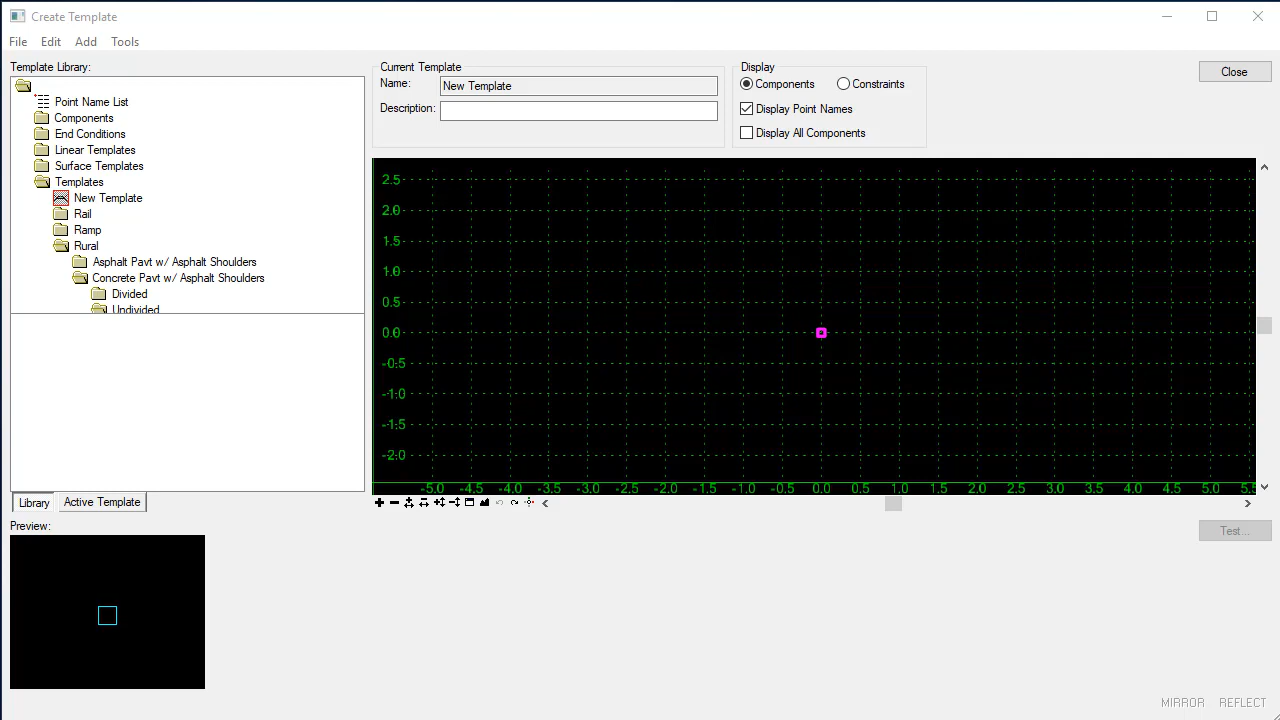 Create Template
File Edit Add Tools
Template Library:
Point Name List
Components
End Conditions
Linear Templates
Surface Templates
Templates
New Template
Rail
Ramp
Rural
Asphalt Pavt w/ Asphalt Shoulders
Concrete Pavt w/ Asphalt Shoulders
Divided
Undivided
Library Active Template
Preview:
Current Template
Name: New Template
Description:
Display
Components Constraints
Display Point Names
Display All Components
Close
2.5
2.0
1.5
1.0
0.5
0.0
-0.5
-1.0
-1.5
-2.0
-5.0 -4.5 -4.0 -3.5 -3.0 -2.5 -2.0 -1.5 -1.0 -0.5 0.0 0.5 1.0 1.5 2.0 2.5 3.0 3.5 4.0 4.5 5.0 5.5
Test...
MIRROR REFLECT